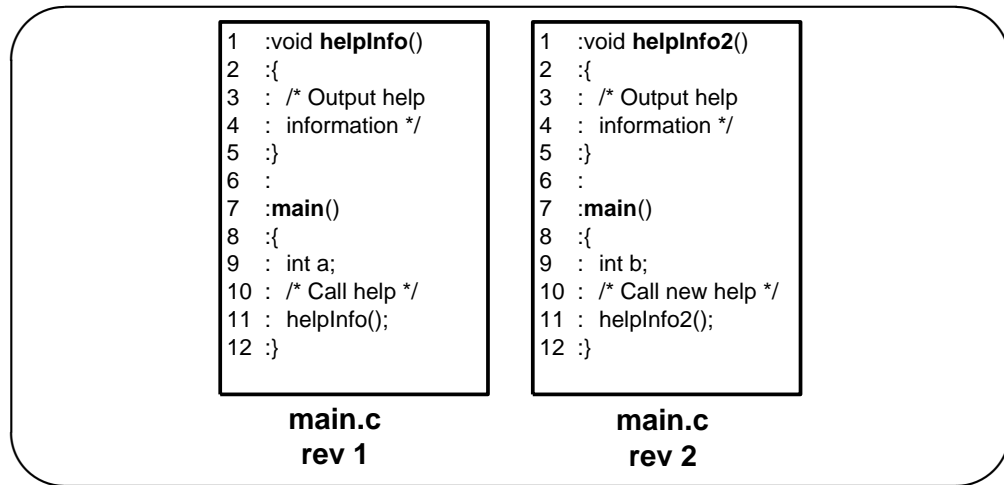 1 :void helpInfo()
2 :{
3 : /* Output help
4 : information */
5 :}
6 :
7 :main()
8 :{
9 : int a;
10 : /* Call help */
11 : helpInfo();
12 :}
main.c
rev 1
1 :void helpInfo2()
2 :{
3 : /* Output help
4 : information */
5 :}
6 :
7 :main()
8 :{
9 : int b;
10 : /* Call new help */
11 : helpInfo2();
12 :}
main.c
rev 2